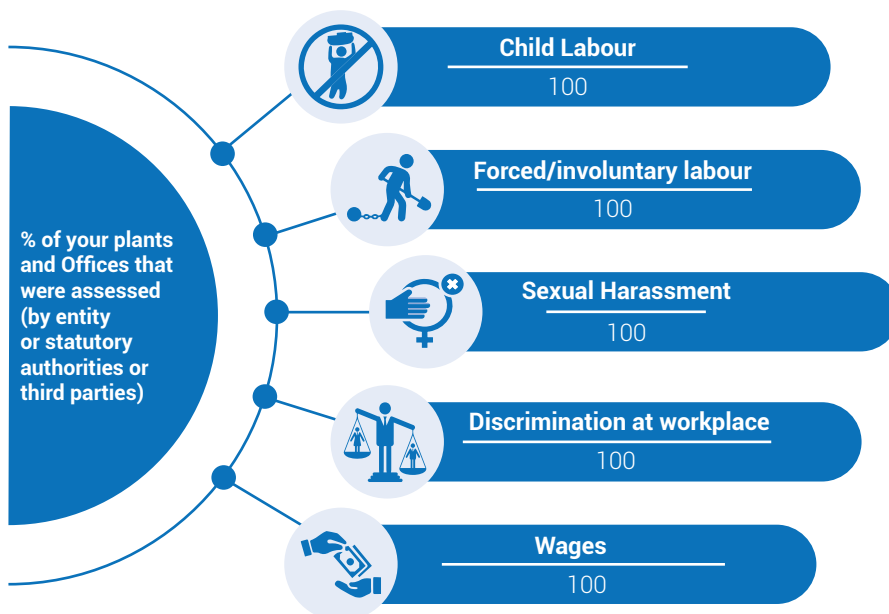 % of your plants
and Offices that
were assessed
(by entity
or statutory
authorities or
third parties)
Child Labour
100
Forced/involuntary labour
100
Sexual Harassment
100
Discrimination at workplace
100
Wages
100